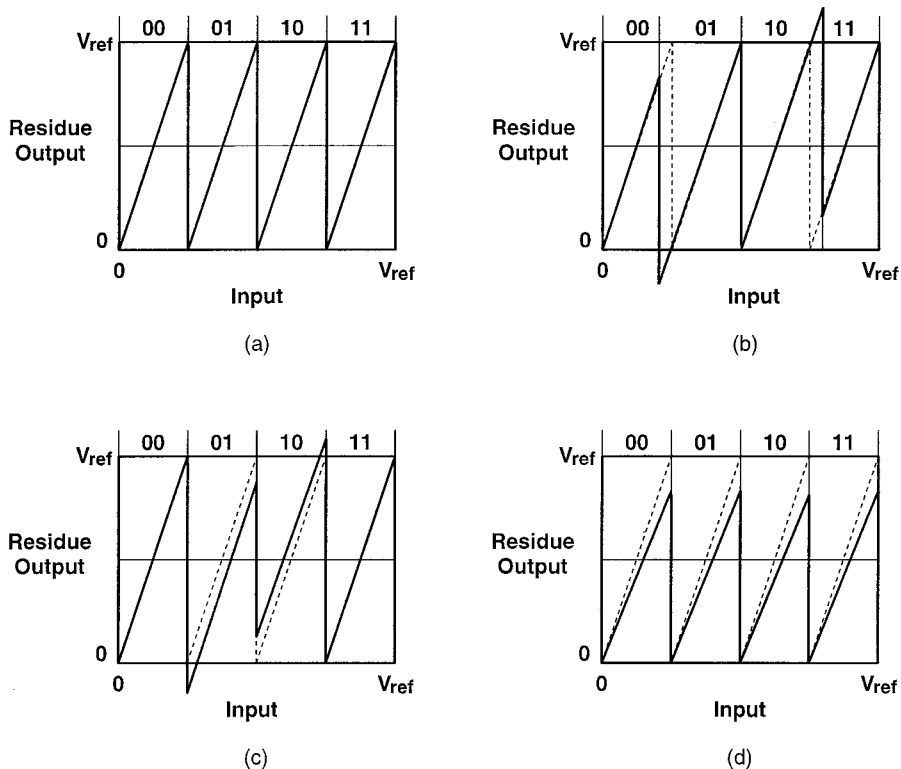 00 01 10 11
Vref
Residue
Output
0
0 Vref
Input
(a)
00 01 10 11
Vref
Residue
Output
0
0 Vref
Input
(b)
00 01 10 11
Vref
Residue
Output
0
0 Vref
Input
(c)
00 01 10 11
Vref
Residue
Output
0
0 Vref
Input
(d)